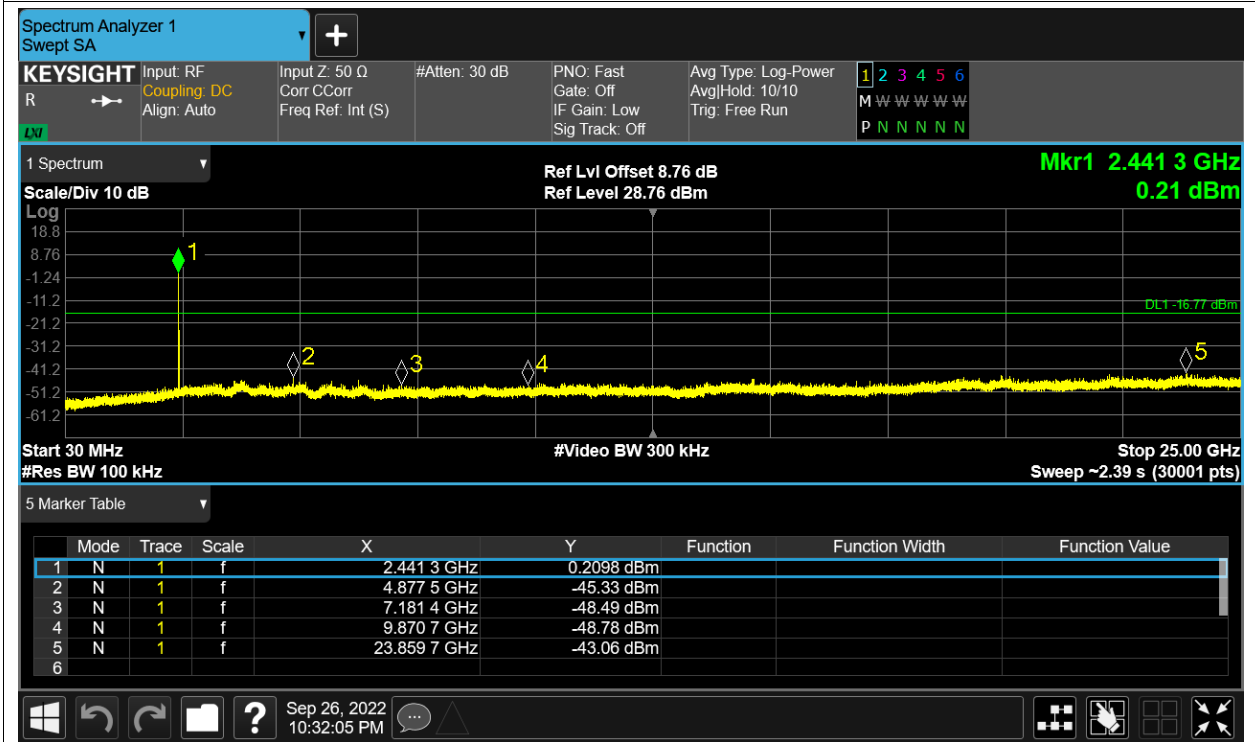 Spectrum Analyzer 1
Swept SA
KEYSIGHT
R
LXI
Input: RF
Coupling: DC
Align: Auto
Input Z: 50 Ω
Corr CCorr
Freq Ref: Int (S)
#Atten: 30 dB
PNO: Fast
Gate: Off
IF Gain: Low
Sig Track: Off
Avg Type: Log-Power
Avg|Hold: 10/10
Trig: Free Run
1 2 3 4 5 6
M W W W W W
P N N N N N
1 Spectrum
Scale/Div 10 dB
Ref Lvl Offset 8.76 dB
Ref Level 28.76 dBm
Mkr1 2.441 3 GHz
0.21 dBm
Log
18.8
8.76
-1.24
-11.2
-21.2
-31.2
-41.2
-51.2
-61.2
1
2
3
4
5
DL1 -16.77 dBm
Start 30 MHz
#Video BW 300 kHz
Stop 25.00 GHz
#Res BW 100 kHz
Sweep ~2.39 s (30001 pts)
5 Marker Table
Mode Trace Scale X Y Function Function Width Function Value
1 N 1 f 2.441 3 GHz 0.2098 dBm
2 N 1 f 4.877 5 GHz -45.33 dBm
3 N 1 f 7.181 4 GHz -48.49 dBm
4 N 1 f 9.870 7 GHz -48.78 dBm
5 N 1 f 23.859 7 GHz -43.06 dBm
6
?
Sep 26, 2022
10:32:05 PM